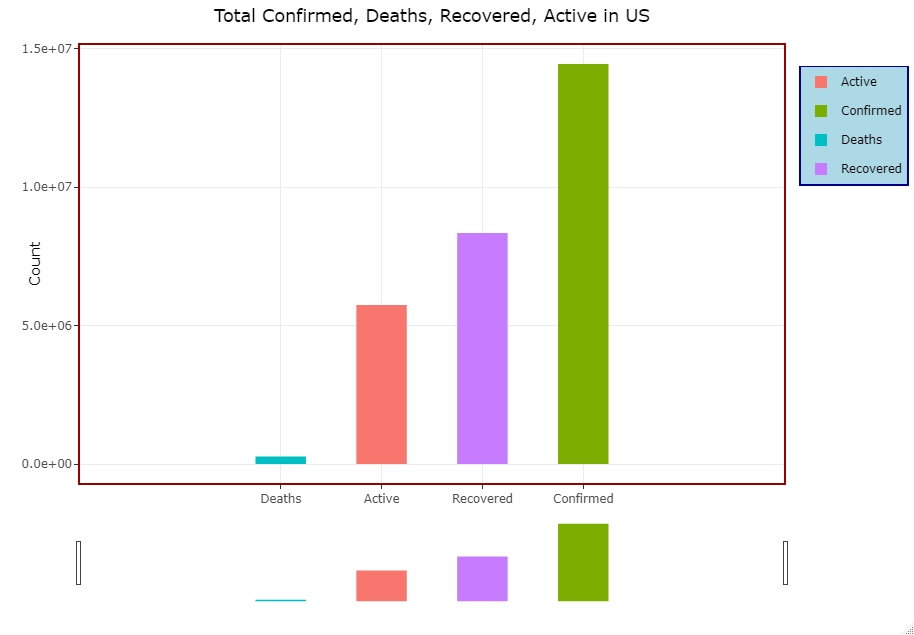 Total Confirmed, Deaths, Recovered, Active in US
1.5e+07
1.0e+07
5.0e+06
0.0e+00
Count
Deaths
Active
Recovered
Confirmed
Active
Confirmed
Deaths
Recovered